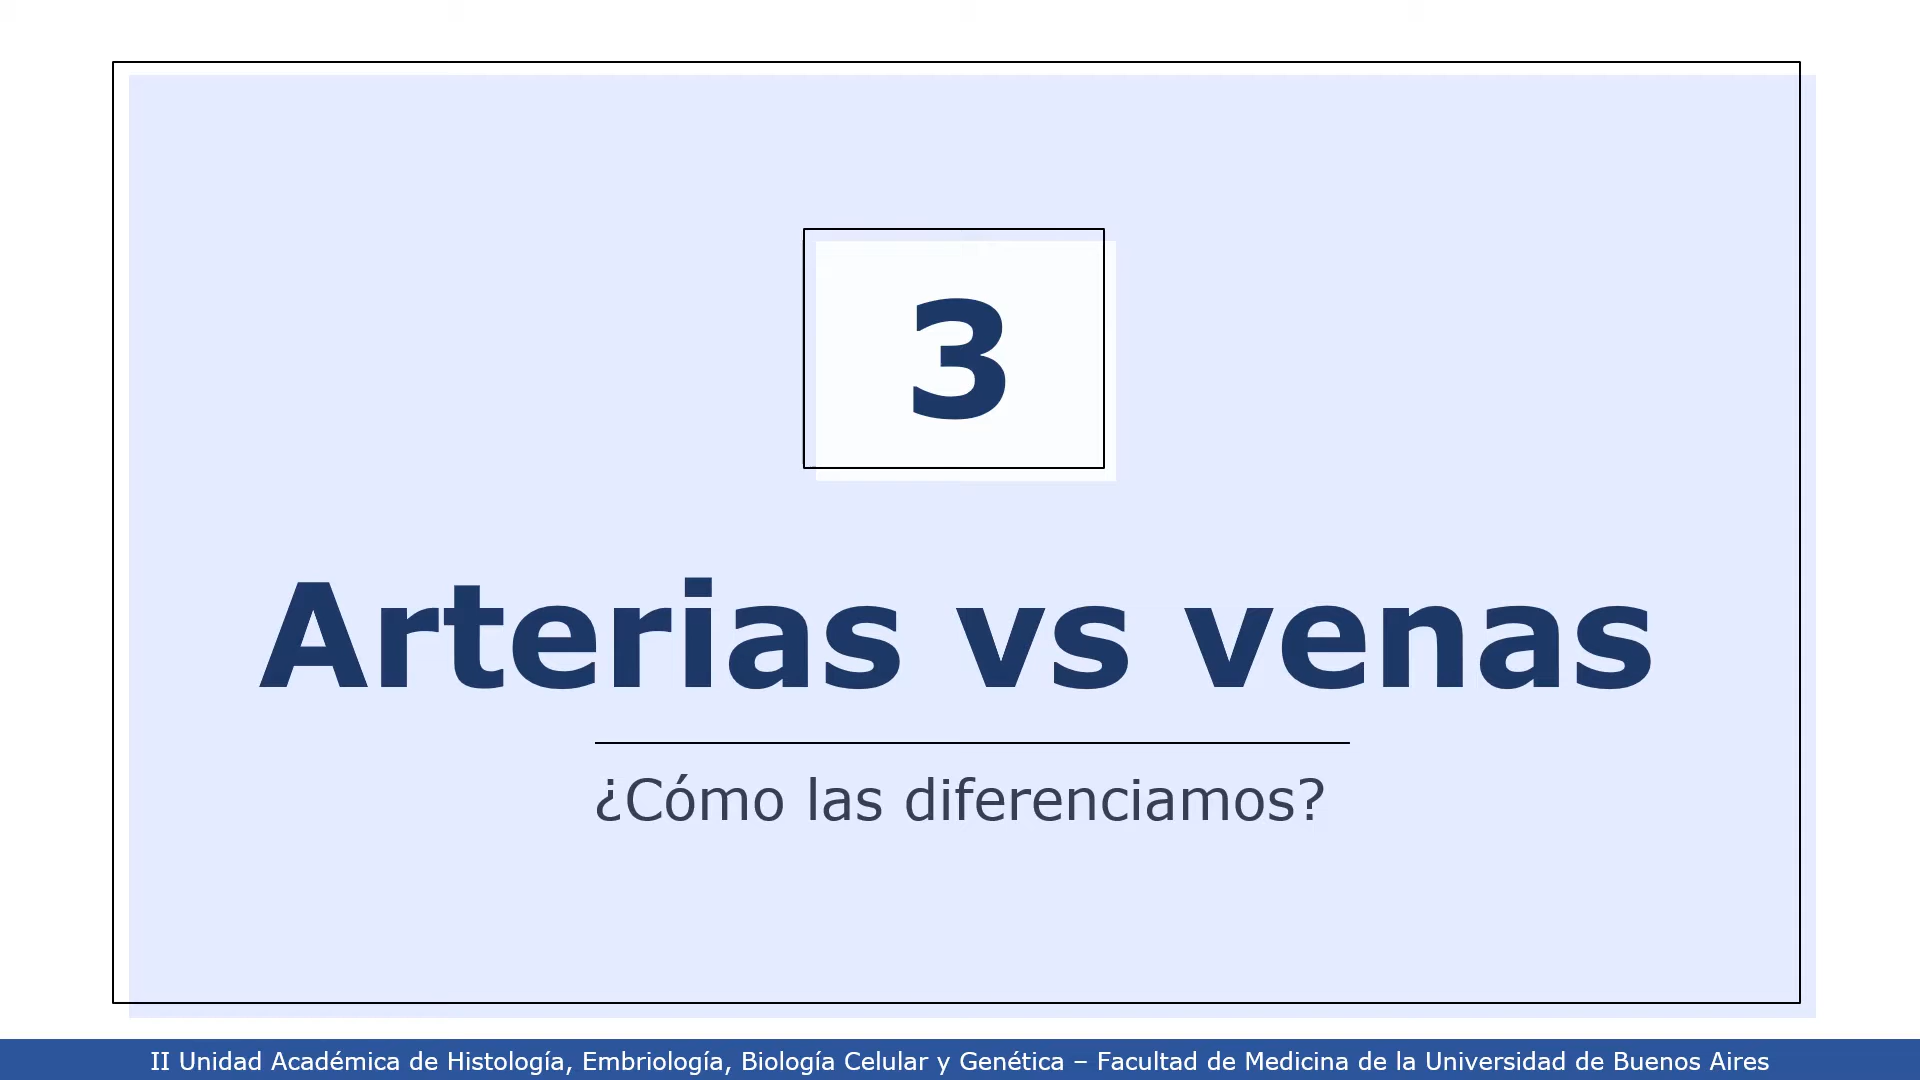 3
Arterias vs venas
¿Cómo las diferenciamos?
II Unidad Académica de Histología, Embriología, Biología Celular y Genética – Facultad de Medicina de la Universidad de Buenos Aires